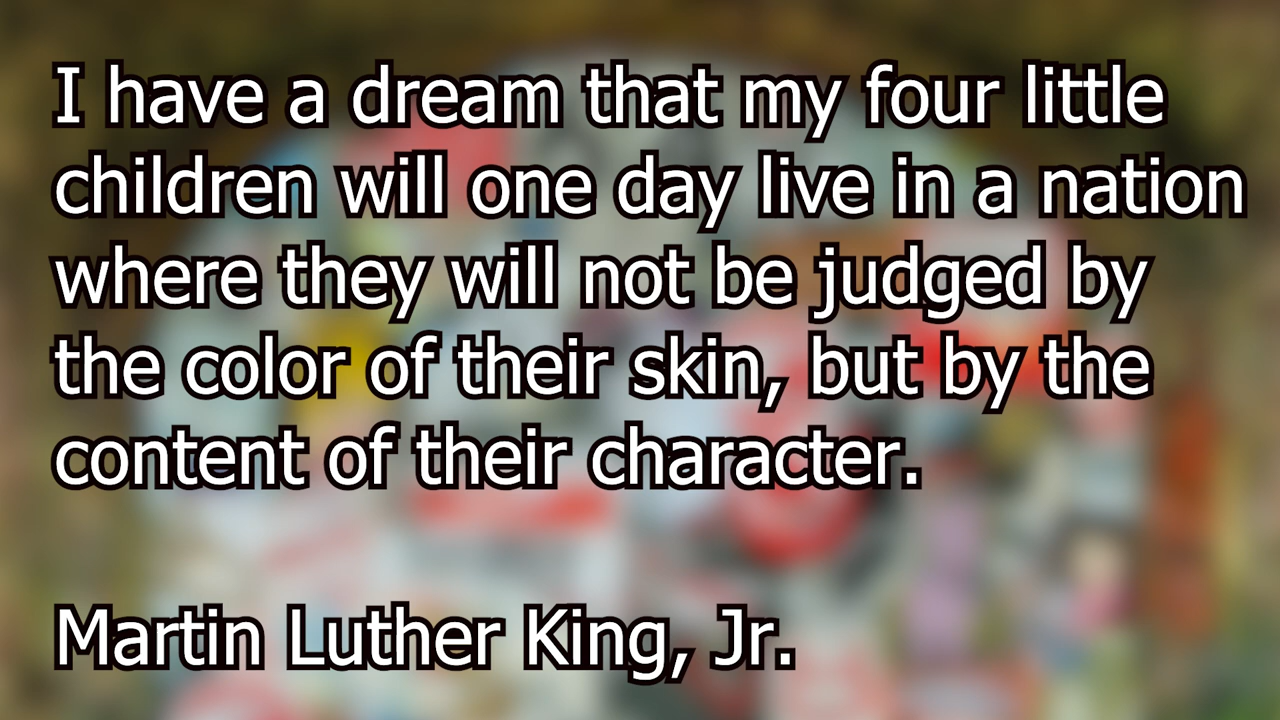 I have a dream that my four little
children will one day live in a nation
where they will not be judged by
the color of their skin, but by the
content of their character.
Martin Luther King, Jr.